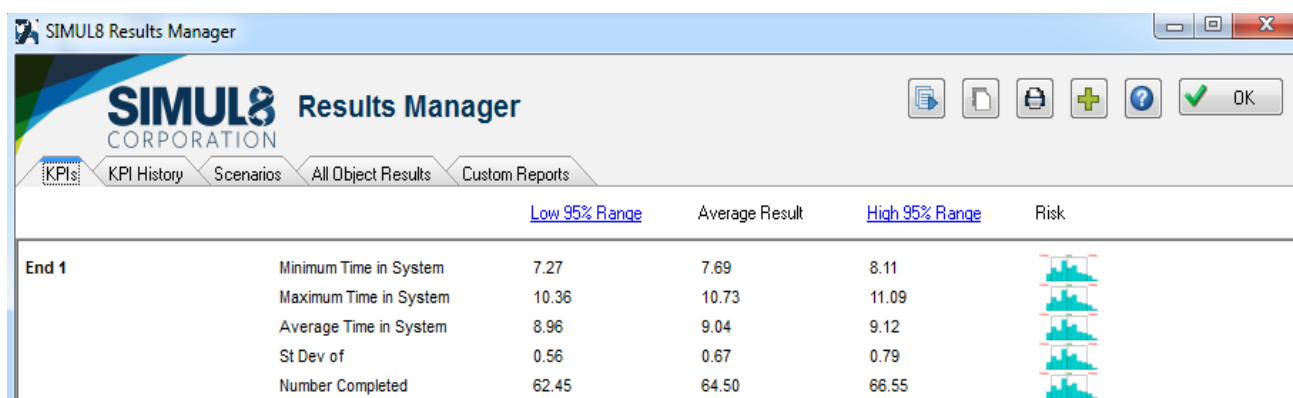 SIMUL8 Results Manager
SIMUL8 Results Manager
CORPORATION
KPIs KPI History Scenarios All Object Results Custom Reports
Low 95% Range Average Result High 95% Range Risk
End 1 Minimum Time in System 7.27 7.69 8.11
Maximum Time in System 10.36 10.73 11.09
Average Time in System 8.96 9.04 9.12
St Dev of 0.56 0.67 0.79
Number Completed 62.45 64.50 66.55
OK